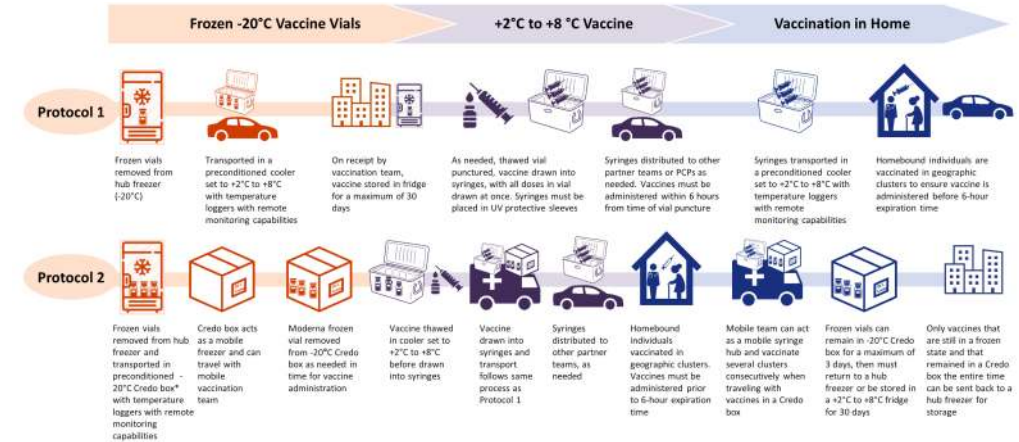 Frozen -20°C Vaccine Vials
+2°C to +8 °C Vaccine
Vaccination in Home
Protocol 1
Frozen vials
removed from
hub freezer
(-20°C)
Transported in a
preconditioned cooler
set to +2°C to +8°C
with temperature
loggers with remote
monitoring capabilities
On receipt by
vaccination team,
vaccine stored in fridge
for a maximum of 30
days
As needed, thawed vial
punctured, vaccine drawn into
syringes, with all doses in vial
drawn at once. Syringes must be
placed in UV protective sleeves
Syringes distributed to other
partner teams or PCPs as
needed. Vaccines must be
administered within 6 hours
from time of vial puncture
Syringes transported in
a preconditioned cooler
set to +2°C to +8°C with
temperature loggers
with remote
monitoring capabilities
Homebound individuals are
vaccinated in geographic
clusters to ensure vaccine is
administered before 6-hour
expiration time
Protocol 2
Frozen vials
removed from hub
freezer and
transported in
preconditioned -
20°C Credo box*
with temperature
loggers with remote
monitoring
capabilities
Credo box acts
as a mobile
freezer and can
travel with
mobile
vaccination
team
Moderna frozen
vial removed
from -20°C Credo
box as needed in
time for vaccine
administration
Vaccine thawed
in cooler set to
+2°C to +8°C
before drawn
into syringes
Vaccine
drawn into
syringes and
transport
follows same
process as
Protocol 1
Syringes
distributed to
other partner
teams, as
needed
Homebound
Individuals
vaccinated in
geographic clusters.
Vaccines must be
administered prior
to 6-hour expiration
time
Mobile team can act
as a mobile syringe
hub and vaccinate
several clusters
consecutively when
traveling with
vaccines in a Credo
box
Frozen vials can
remain in -20°C Credo
box for a maximum of
3 days, then must
return to a hub
freezer or be stored in
a +2°C to +8°C fridge
for 30 days
Only vaccines that
are still in a frozen
state and that
remained in a Credo
box the entire time
can be sent back to a
hub freezer for
storage